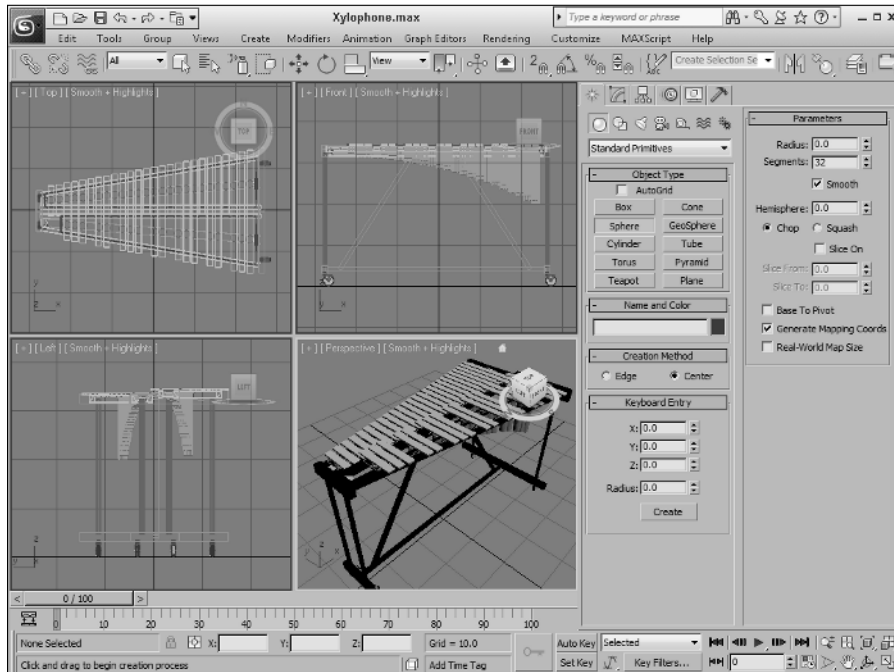 Xylophone.max
Type a keyword or phrase
Edit Tools Group Views Create Modifiers Animation Graph Editors Rendering Customize MAXScript Help
All
View
Create Selection Se
[ + ] [ Top ] [ Smooth + Highlights ]
TOP
[ + ] [ Front ] [ Smooth + Highlights ]
FRONT
[ + ] [ Left ] [ Smooth + Highlights ]
LEFT
[ + ] [ Perspective ] [ Smooth + Highlights ]
Standard Primitives
- Object Type
AutoGrid
Box Cone
Sphere GeoSphere
Cylinder Tube
Torus Pyramid
Teapot Plane
- Name and Color
- Creation Method
Edge Center
- Keyboard Entry
X: 0.0
Y: 0.0
Z: 0.0
Radius: 0.0
Create
- Parameters
Radius: 0.0
Segments: 32
Smooth
Hemisphere: 0.0
Chop Squash
Slice On
Slice From: 0.0
Slice To: 0.0
Base To Pivot
Generate Mapping Coords
Real-World Map Size
< 0 / 100 >
0 10 20 30 40 50 60 70 80 90 100
None Selected X: Y: Z: Grid = 10.0
Auto Key Selected
Click and drag to begin creation process Add Time Tag
Set Key Key Filters... 0